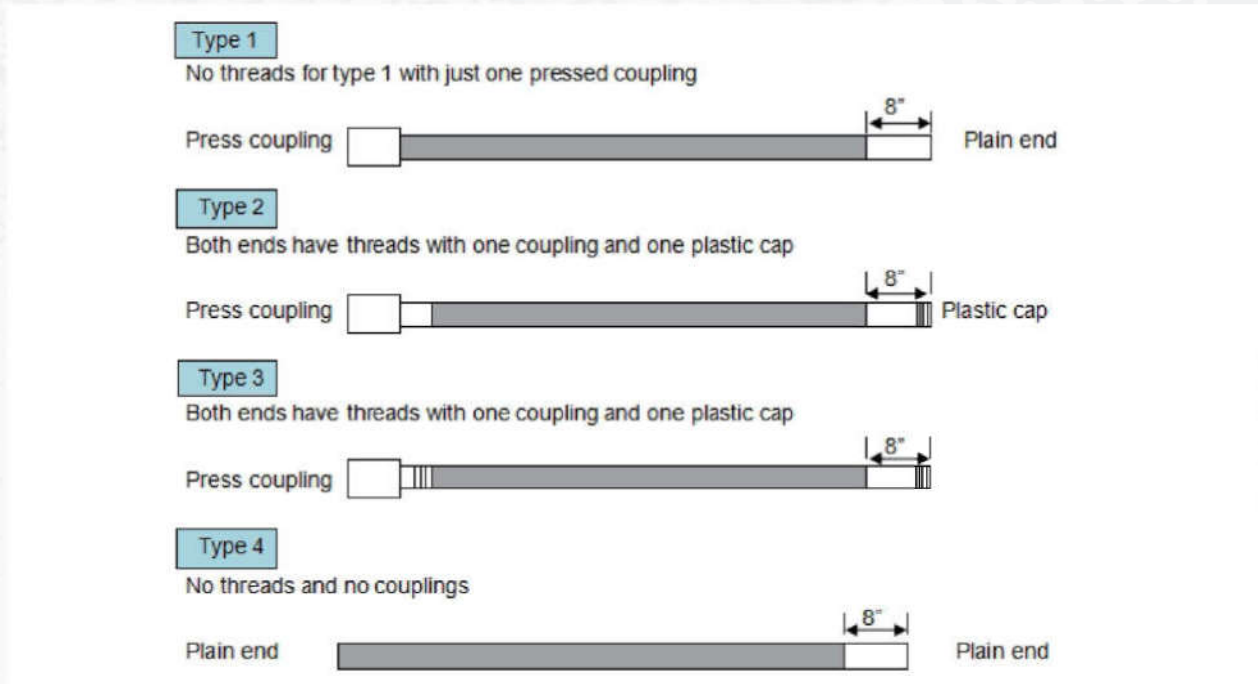 Type 1
No threads for type 1 with just one pressed coupling
8"
Press coupling Plain end
Type 2
Both ends have threads with one coupling and one plastic cap
8"
Press coupling Plastic cap
Type 3
Both ends have threads with one coupling and one plastic cap
8"
Press coupling
Type 4
No threads and no couplings
8"
Plain end Plain end